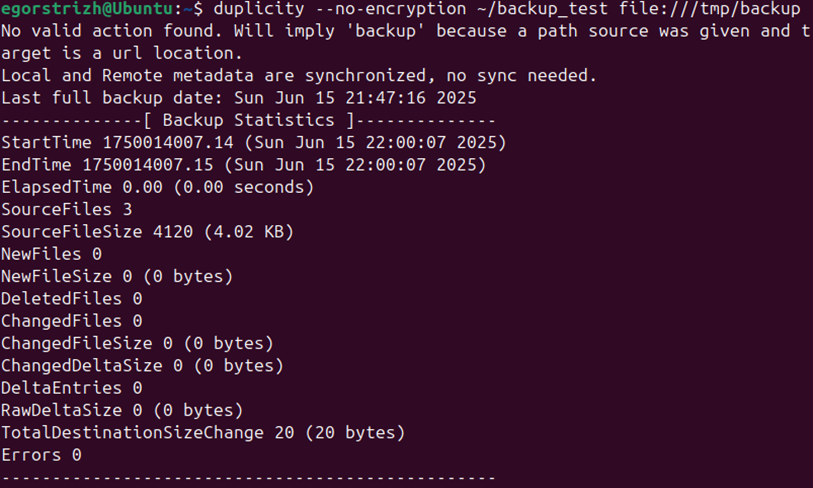 egorstrizh@Ubuntu:~$ duplicity --no-encryption ~/backup_test file:///tmp/backup
No valid action found. Will imply 'backup' because a path source was given and t
arget is a url location.
Local and Remote metadata are synchronized, no sync needed.
Last full backup date: Sun Jun 15 21:47:16 2025
--------------[ Backup Statistics ]--------------
StartTime 1750014007.14 (Sun Jun 15 22:00:07 2025)
EndTime 1750014007.15 (Sun Jun 15 22:00:07 2025)
ElapsedTime 0.00 (0.00 seconds)
SourceFiles 3
SourceFileSize 4120 (4.02 KB)
NewFiles 0
NewFileSize 0 (0 bytes)
DeletedFiles 0
ChangedFiles 0
ChangedFileSize 0 (0 bytes)
ChangedDeltaSize 0 (0 bytes)
DeltaEntries 0
RawDeltaSize 0 (0 bytes)
TotalDestinationSizeChange 20 (20 bytes)
Errors 0
-------------------------------------------------